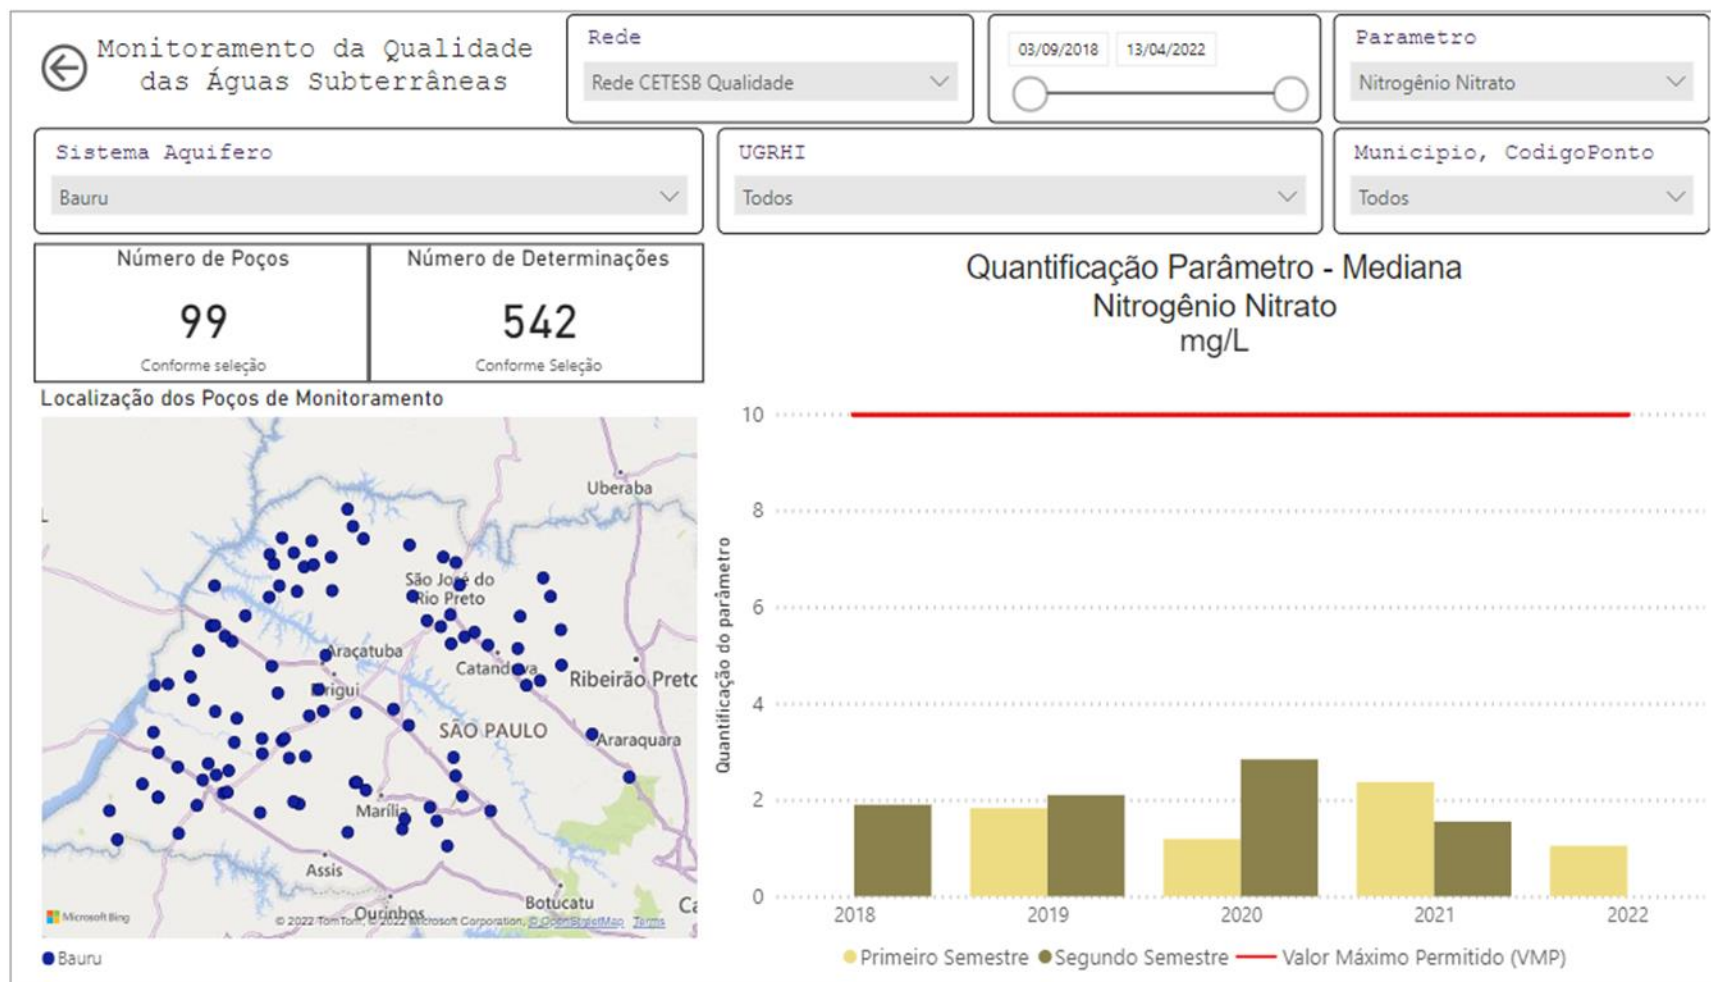 Monitoramento da Qualidade
das Águas Subterrâneas
Rede
Rede CETESB Qualidade
03/09/2018
13/04/2022
Parametro
Nitrogênio Nitrato
Sistema Aquifero
Bauru
UGRHI
Todos
Municipio, CodigoPonto
Todos
Número de Poços
99
Conforme seleção
Número de Determinações
542
Conforme Seleção
Localização dos Poços de Monitoramento
Uberaba
São José do
Rio Preto
Araçatuba
Catanduva
Birigui
Ribeirão Preto
SÃO PAULO
Araraquara
Marília
Assis
Botucatu
Ourinhos
Ca
Microsoft Bing
© 2022 TomTom, © 2022 Microsoft Corporation, © OpenStreetMap Terms
Bauru
Quantificação Parâmetro - Mediana
Nitrogênio Nitrato
mg/L
Quantificação do parâmetro
10
8
6
4
2
0
2018 2019 2020 2021 2022
Primeiro Semestre Segundo Semestre Valor Máximo Permitido (VMP)